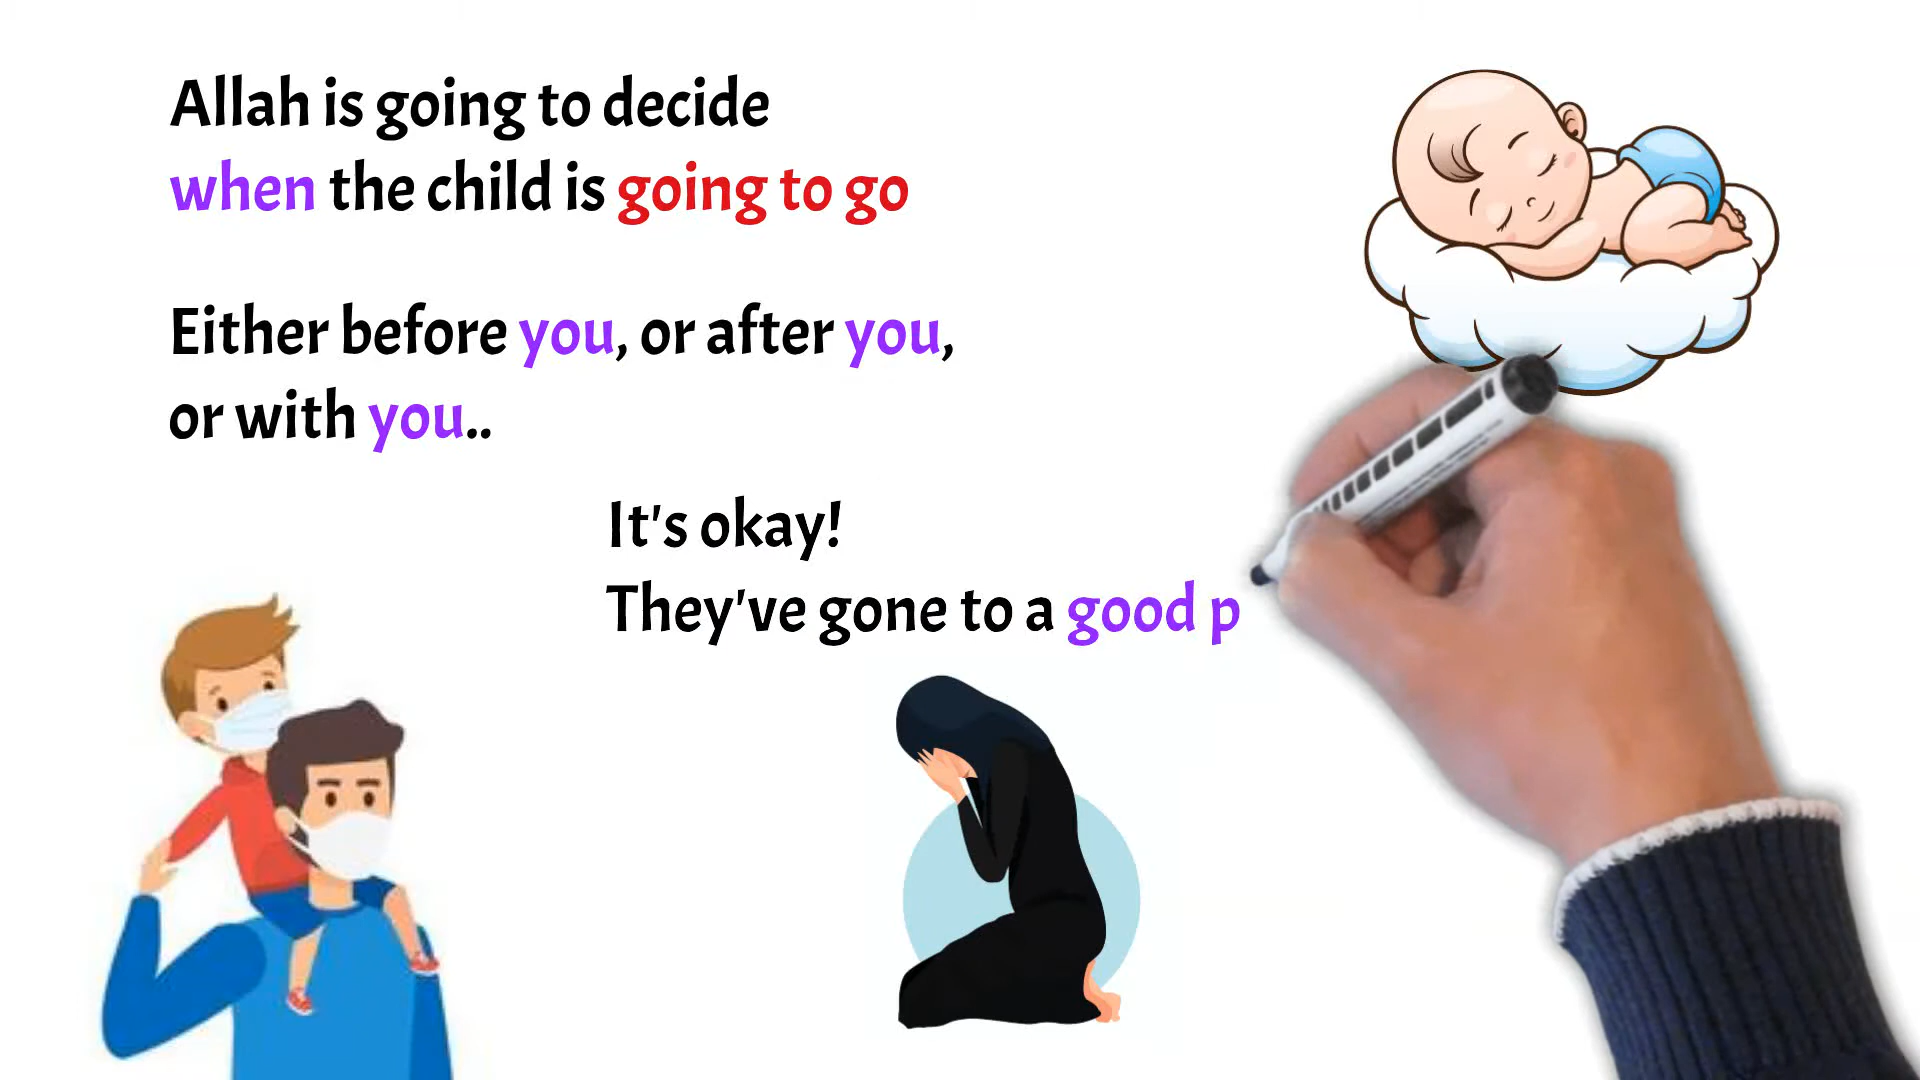 Allah is going to decide
when the child is going to go
Either before you, or after you,
or with you..
It's okay!
They've gone to a good p